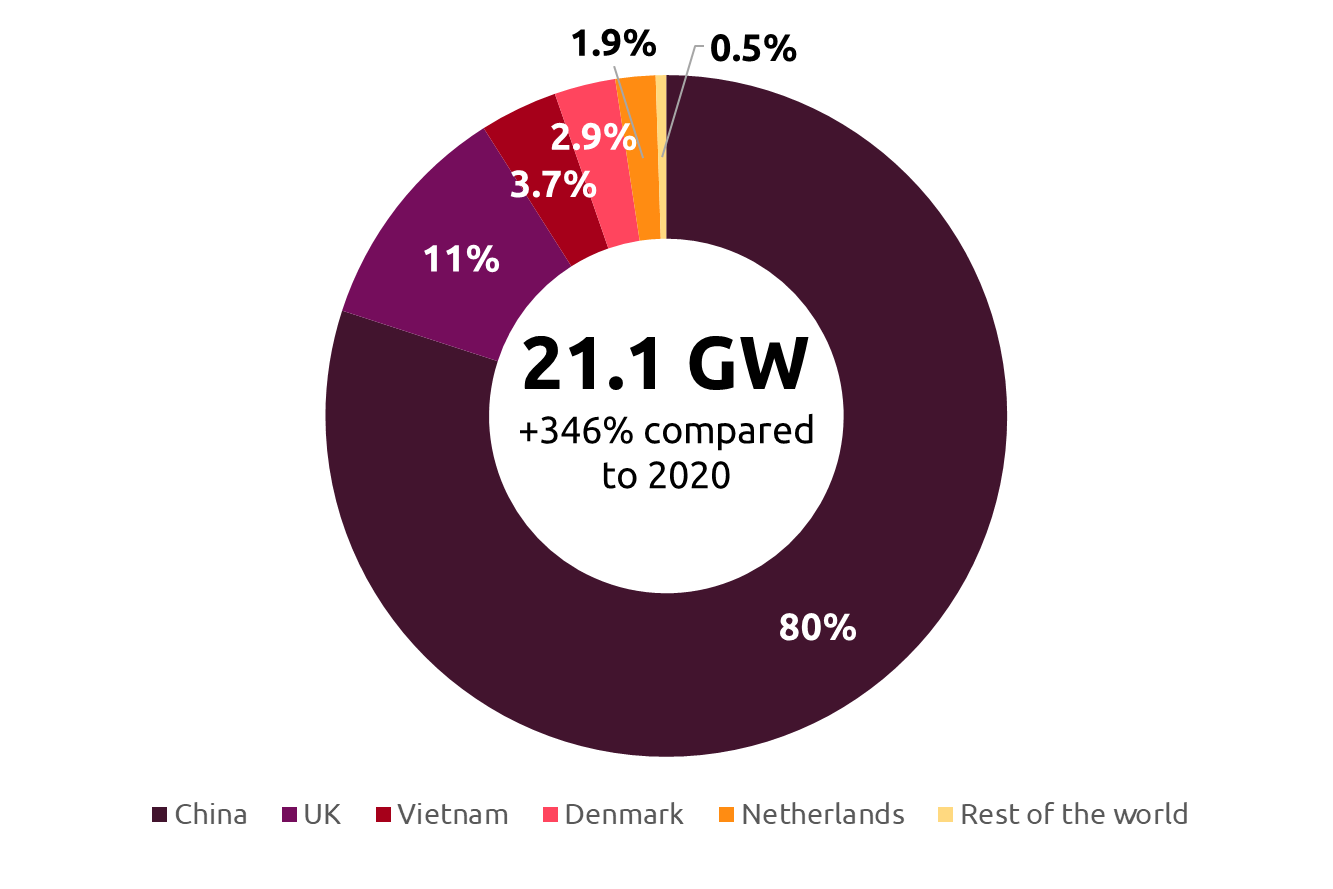 1.9%
0.5%
2.9%
3.7%
11%
21.1 GW
+346% compared
to 2020
80%
China UK Vietnam Denmark Netherlands Rest of the world